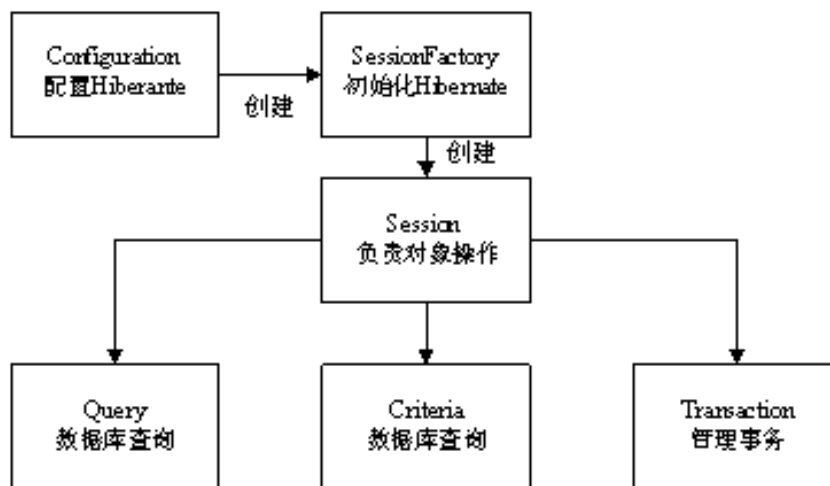 Configuration
配置Hiberante
创建
SessionFactory
初始化Hibernate
创建
Session
负责对象操作
Query
数据库查询
Criteria
数据库查询
Transaction
管理事务